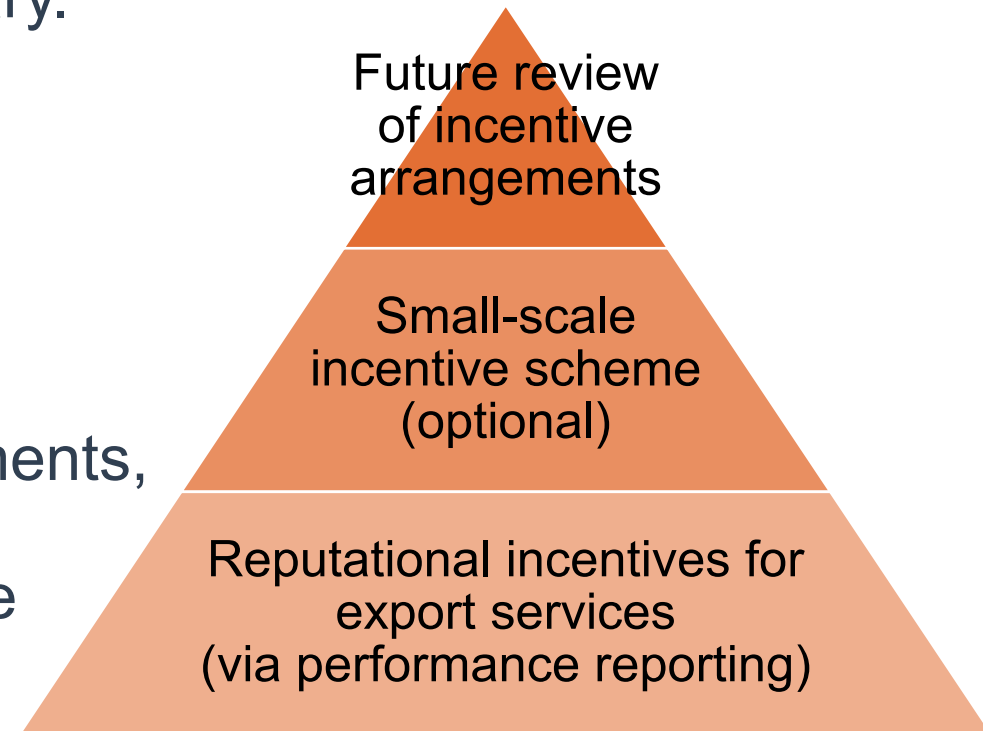 Future review
of incentive
arrangements
Small-scale
incentive scheme
(optional)
Reputational incentives for
export services
(via performance reporting)